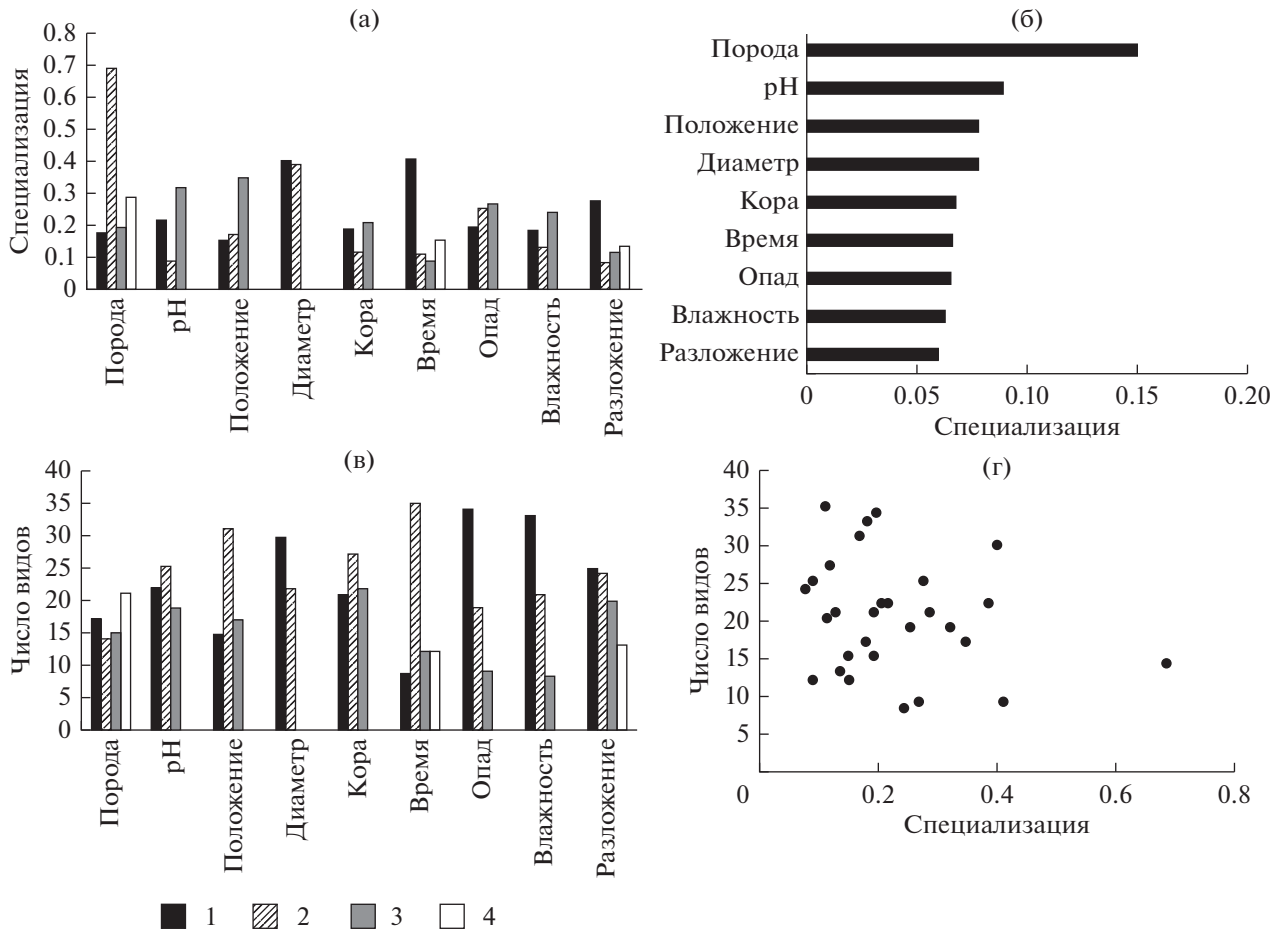 (а)
Специализация
0.8
0.7
0.6
0.5
0.4
0.3
0.2
0.1
0
Порода
pH
Положение
Диаметр
Кора
Время
Опад
Влажность
Разложение
(б)
Порода
pH
Положение
Диаметр
Кора
Время
Опад
Влажность
Разложение
0 0.05 0.10 0.15 0.20
Специализация
(в)
Число видов
40
35
30
25
20
15
10
5
0
Порода
pH
Положение
Диаметр
Кора
Время
Опад
Влажность
Разложение
(г)
Число видов
40
35
30
25
20
15
10
5
0 0.2 0.4 0.6 0.8
Специализация
1 2 3 4